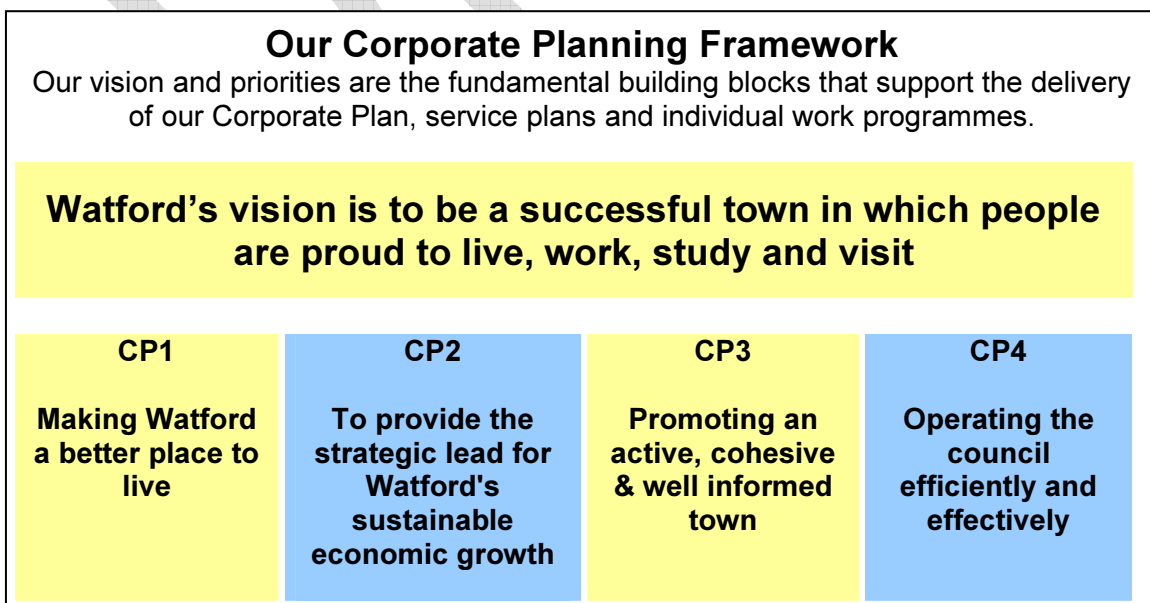 Our Corporate Planning Framework
Our vision and priorities are the fundamental building blocks that support the delivery
of our Corporate Plan, service plans and individual work programmes.
Watford’s vision is to be a successful town in which people
are proud to live, work, study and visit
CP1
Making Watford
a better place to
live
CP2
To provide the
strategic lead for
Watford's
sustainable
economic growth
CP3
Promoting an
active, cohesive
& well informed
town
CP4
Operating the
council
efficiently and
effectively